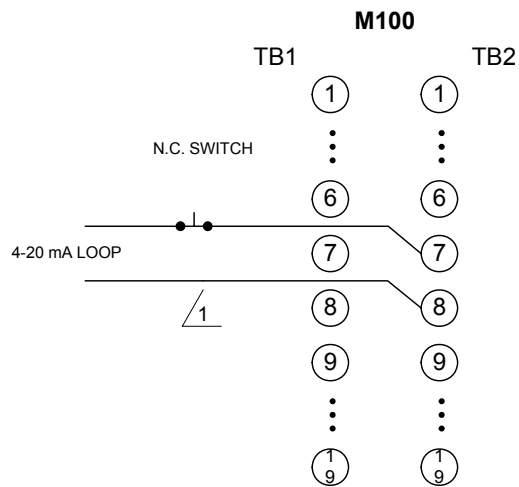 M100
TB1 TB2
1 1
N.C. SWITCH
6 6
4-20 mA LOOP
7 7
1
8 8
9 9
19 19